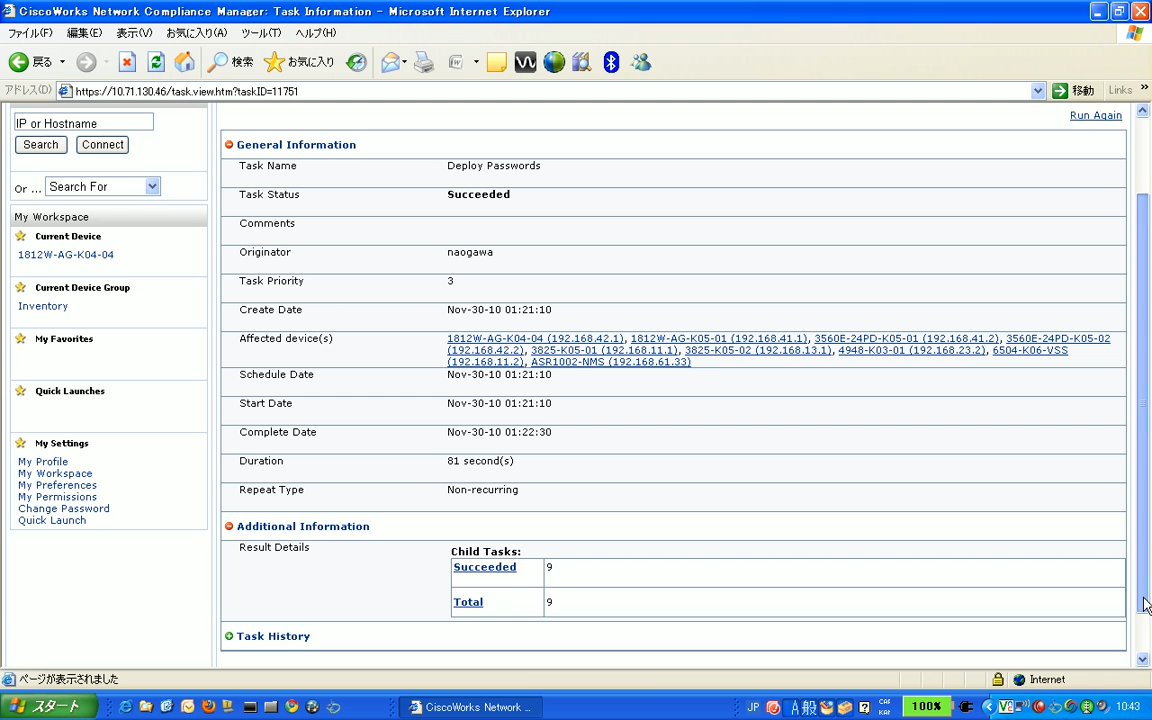 CiscoWorks Network Compliance Manager: Task Information - Microsoft Internet Explorer
ファイル(F) 編集(E) 表示(V) お気に入り(A) ツール(T) ヘルプ(H)
戻る 検索 お気に入り
アドレス(D) https://10.71.130.46/task.view.htm?taskID=11751 移動 Links »
IP or Hostname
Search Connect
Or ... Search For
My Workspace
Current Device
1812W-AG-K04-04
Current Device Group
Inventory
My Favorites
Quick Launches
My Settings
My Profile
My Workspace
My Preferences
My Permissions
Change Password
Quick Launch
Run Again
General Information
Task Name Deploy Passwords
Task Status Succeeded
Comments
Originator naogawa
Task Priority 3
Create Date Nov-30-10 01:21:10
Affected device(s) 1812W-AG-K04-04 (192.168.42.1), 1812W-AG-K05-01 (192.168.41.1), 3560E-24PD-K05-01 (192.168.41.2), 3560E-24PD-K05-02
(192.168.42.2), 3825-K05-01 (192.168.11.1), 3825-K05-02 (192.168.13.1), 4948-K03-01 (192.168.23.2), 6504-K06-VSS
(192.168.11.2), ASR1002-NMS (192.168.61.33)
Schedule Date Nov-30-10 01:21:10
Start Date Nov-30-10 01:21:10
Complete Date Nov-30-10 01:22:30
Duration 81 second(s)
Repeat Type Non-recurring
Additional Information
Result Details Child Tasks:
Succeeded 9
Total 9
Task History
ページが表示されました Internet
スタート CiscoWorks Network ... JP A 般 CAPS KANA 100% 10:43